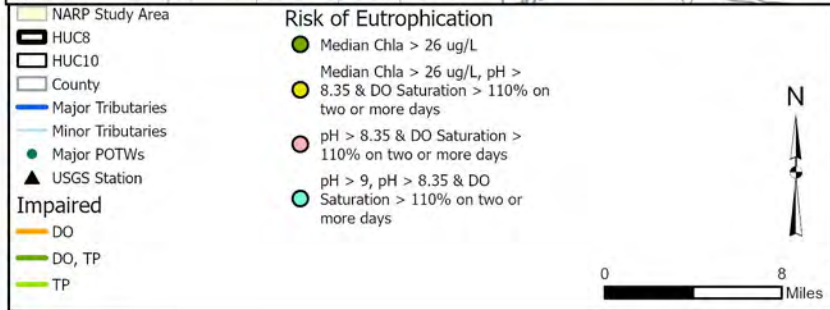 NARP Study Area
HUC8
HUC10
County
Major Tributaries
Minor Tributaries
Major POTWs
USGS Station
Impaired
DO
DO, TP
TP
Risk of Eutrophication
Median Chla > 26 ug/L
Median Chla > 26 ug/L, pH >
8.35 & DO Saturation > 110% on
two or more days
pH > 8.35 & DO Saturation >
110% on two or more days
pH > 9, pH > 8.35 & DO
Saturation > 110% on two or
more days
N
0 8
Miles